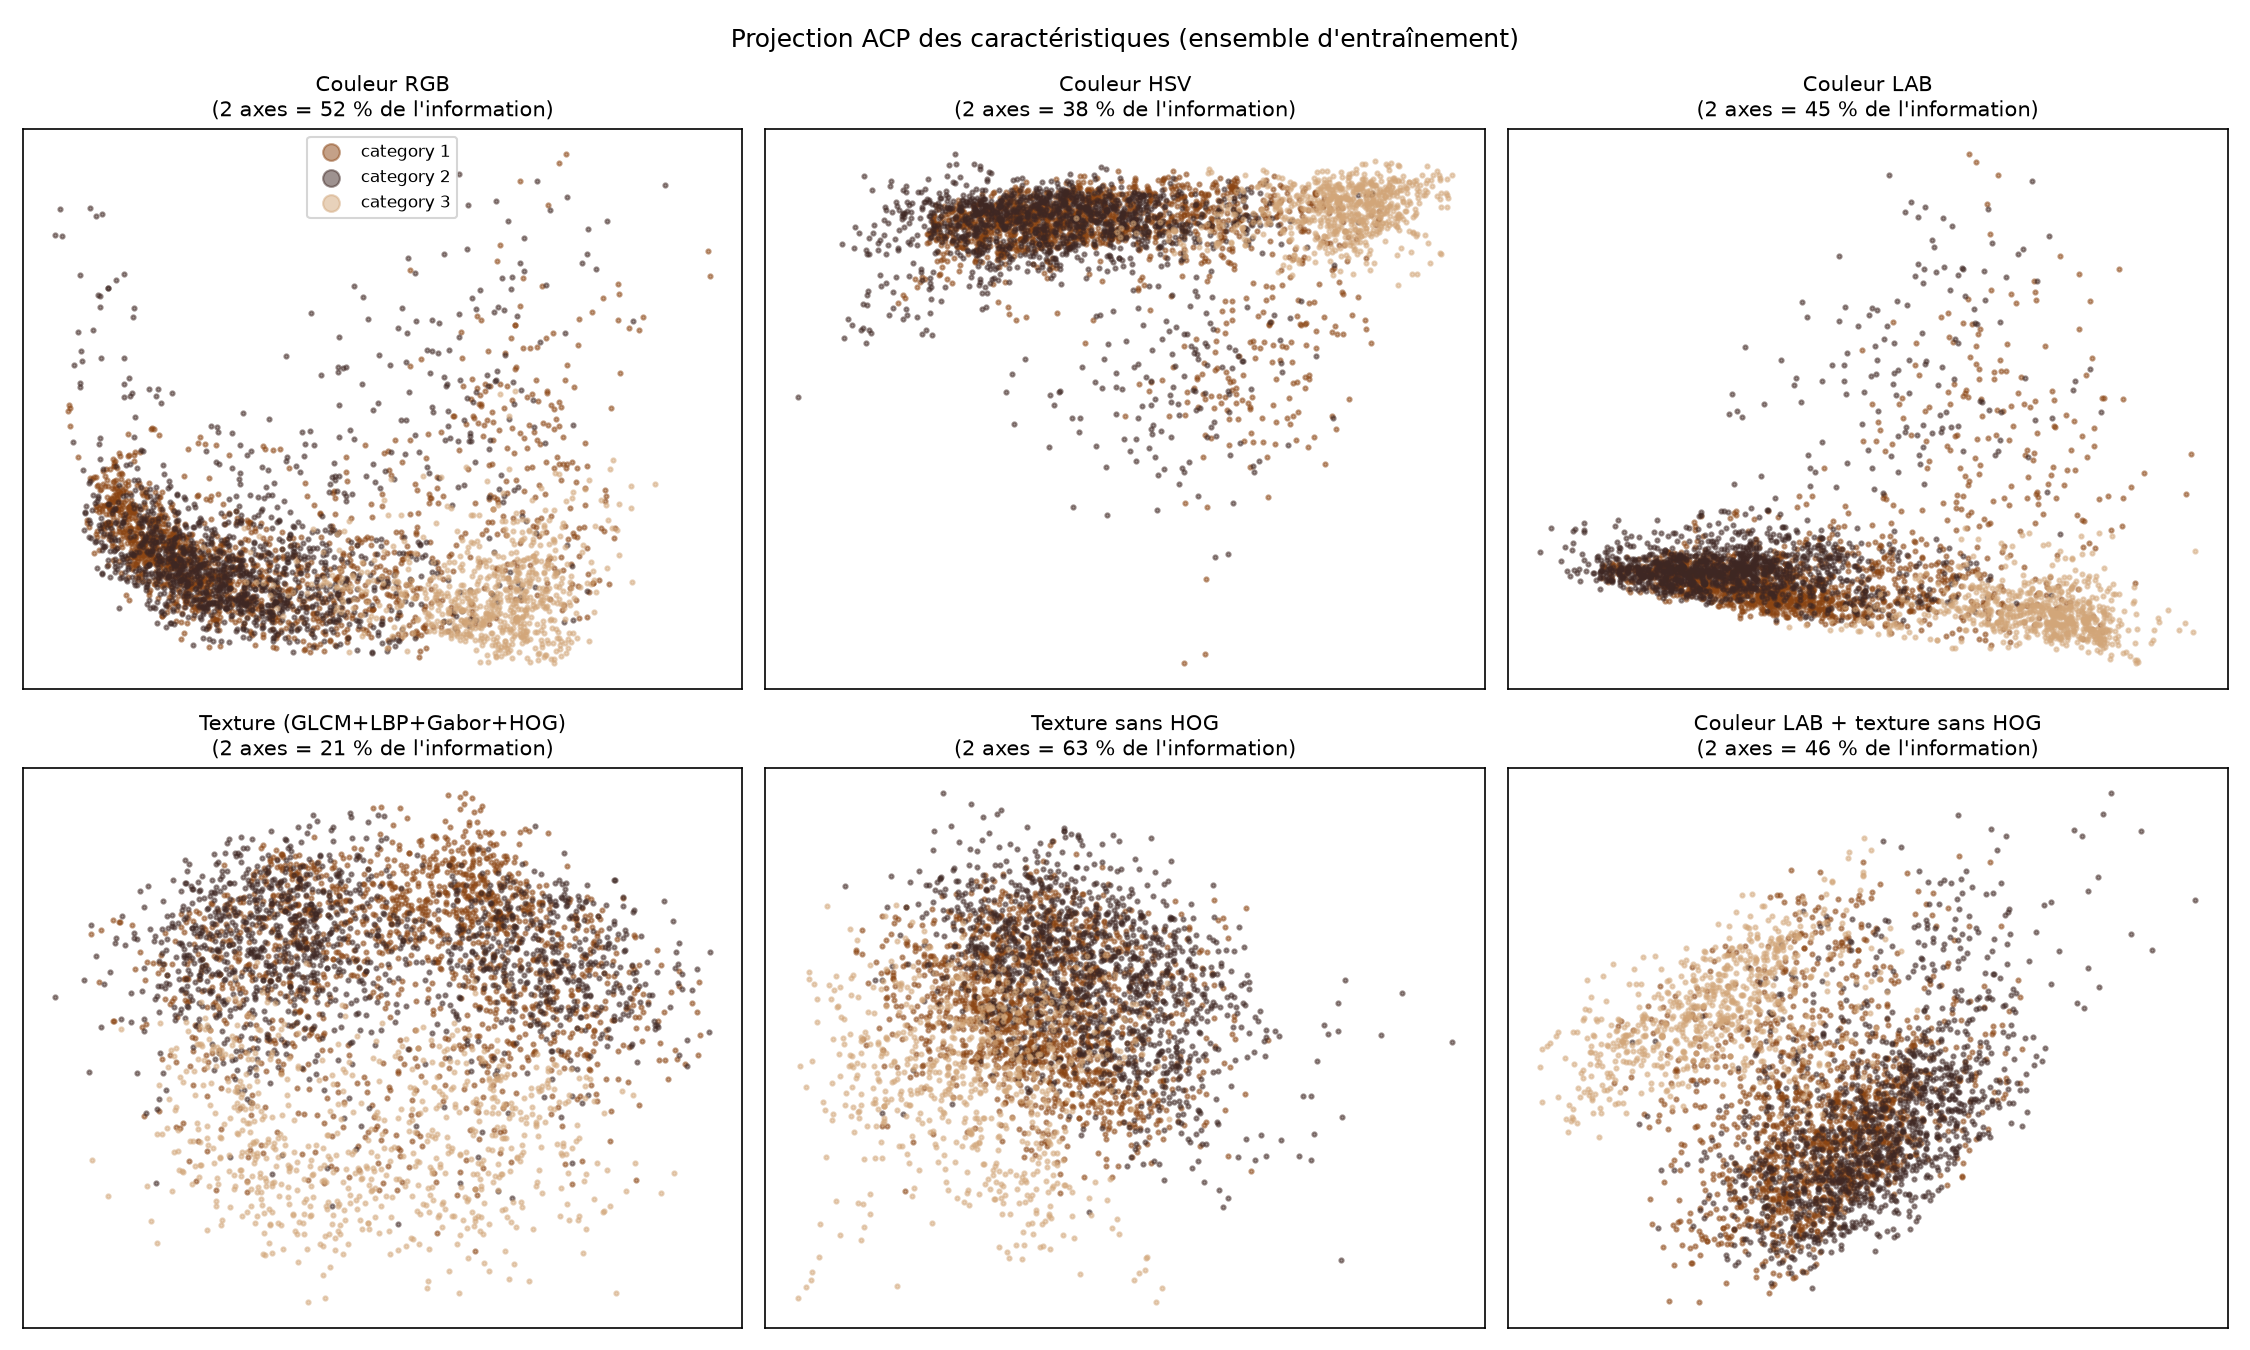 Projection ACP des caractéristiques (ensemble d'entraînement)
Couleur RGB
(2 axes = 52 % de l'information)
category 1
category 2
category 3
Couleur HSV
(2 axes = 38 % de l'information)
Couleur LAB
(2 axes = 45 % de l'information)
Texture (GLCM+LBP+Gabor+HOG)
(2 axes = 21 % de l'information)
Texture sans HOG
(2 axes = 63 % de l'information)
Couleur LAB + texture sans HOG
(2 axes = 46 % de l'information)